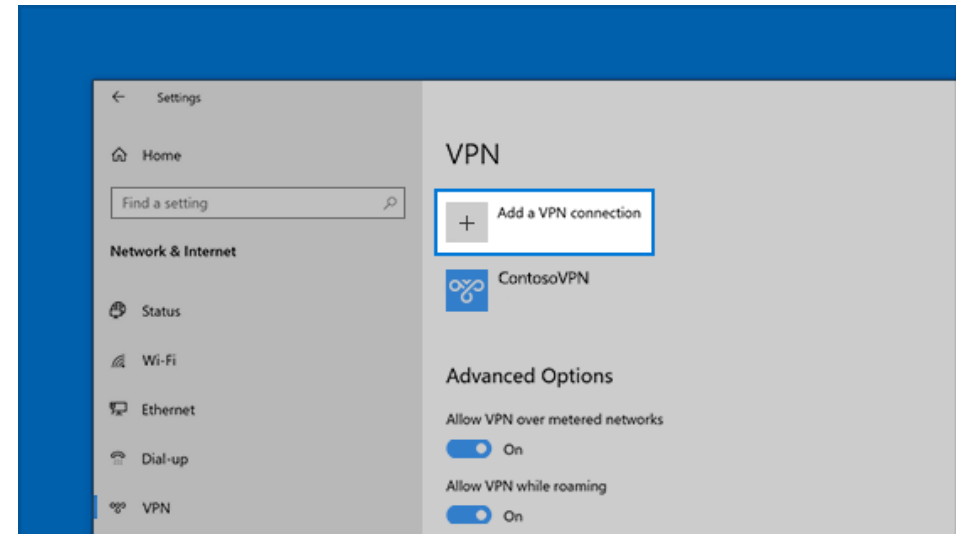 Settings
Home
Find a setting
Network & Internet
Status
Wi-Fi
Ethernet
Dial-up
VPN
VPN
Add a VPN connection
ContosoVPN
Advanced Options
Allow VPN over metered networks
On
Allow VPN while roaming
On